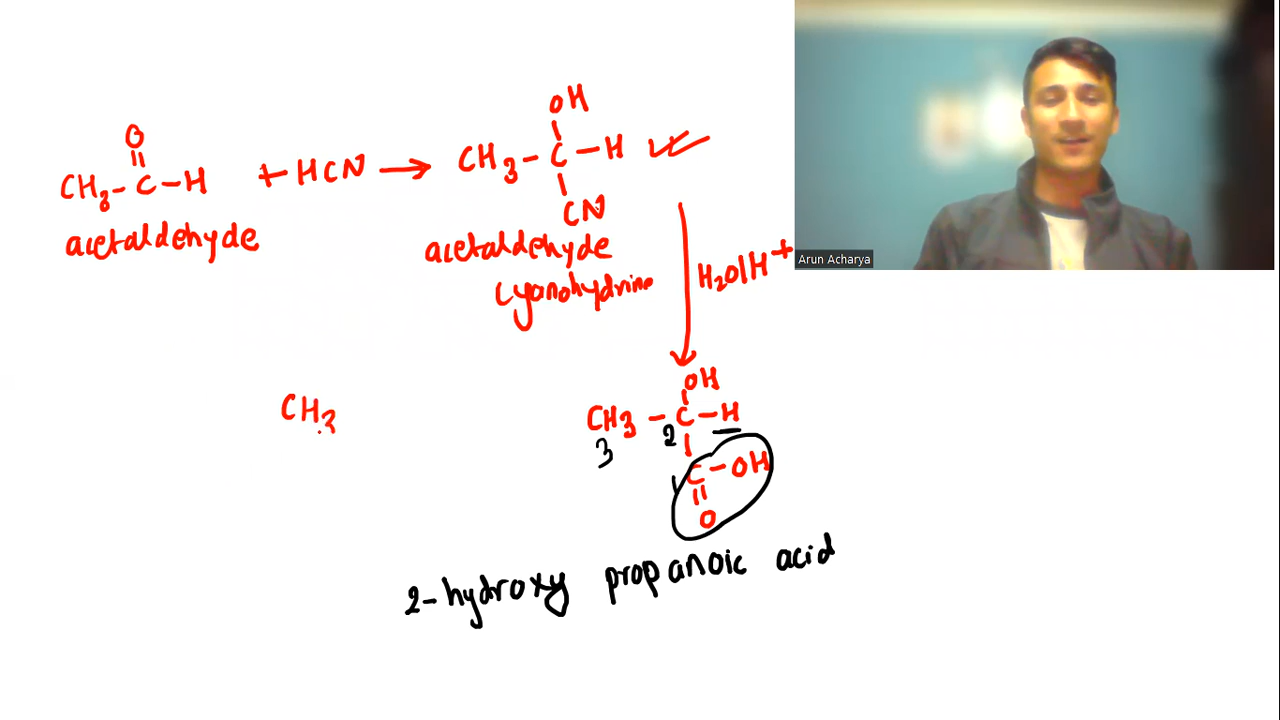 OH
O
||
CH3-C-H + HCN → CH3-C-H
CN
acetaldehyde
acetaldehyde
cyanohydrine
H2O/H+
Arun Acharya
OH
CH3
CH3-C-H
3 2
1 C-OH
||
O
2-hydroxy propanoic acid